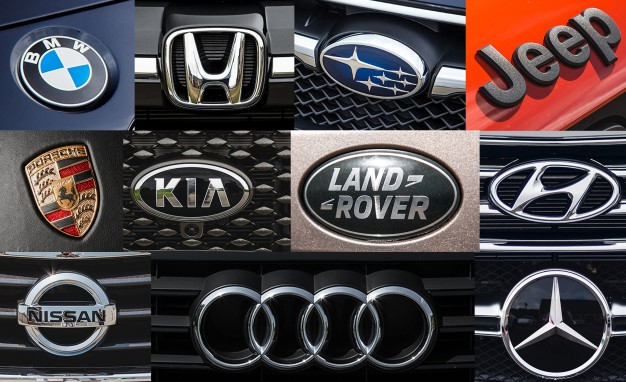 BMW
Jeep
PORSCHE
KIA
LAND
ROVER
NISSAN